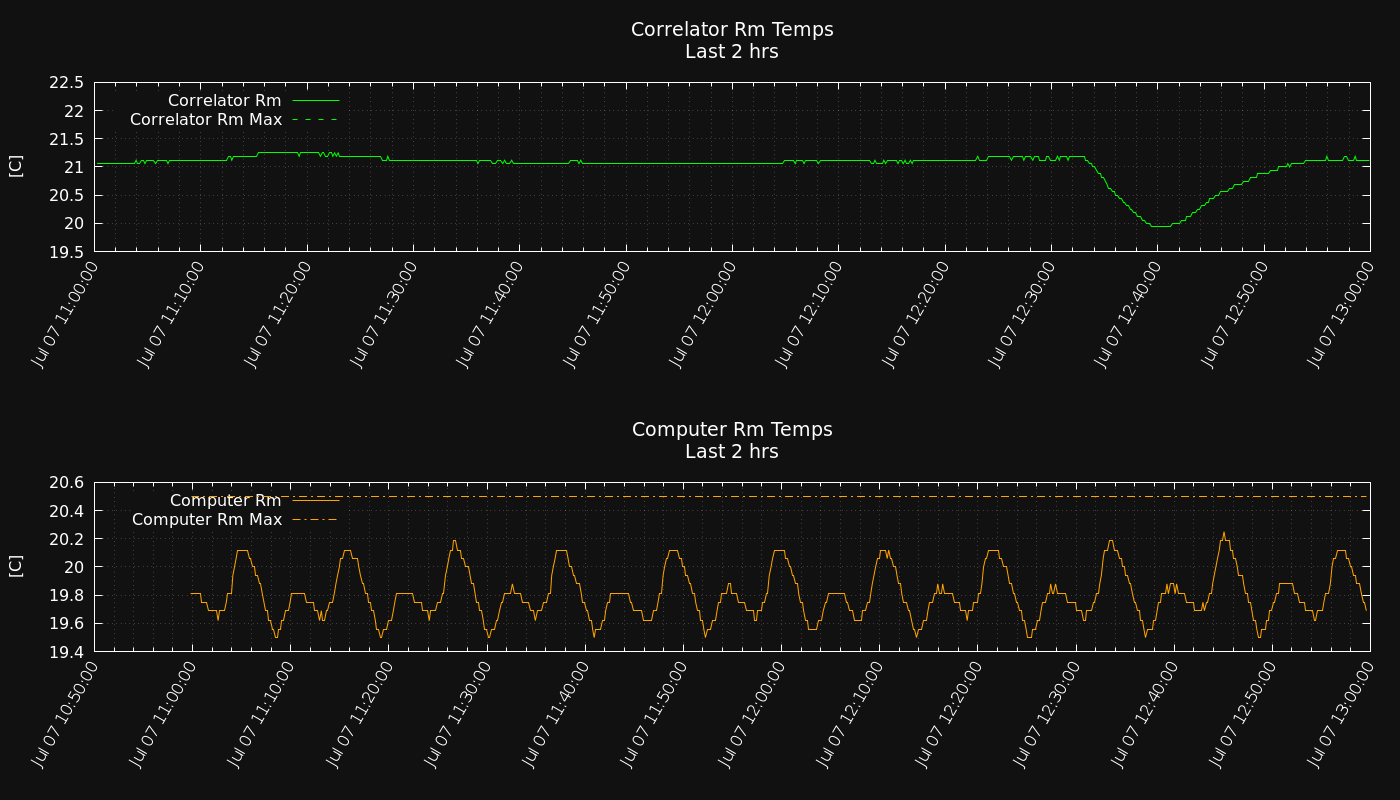 Correlator Rm Temps
Last 2 hrs
22.5
22
21.5
21
20.5
20
19.5
[C]
Correlator Rm
Correlator Rm Max
Jul 07 11:00:00
Jul 07 11:10:00
Jul 07 11:20:00
Jul 07 11:30:00
Jul 07 11:40:00
Jul 07 11:50:00
Jul 07 12:00:00
Jul 07 12:10:00
Jul 07 12:20:00
Jul 07 12:30:00
Jul 07 12:40:00
Jul 07 12:50:00
Jul 07 13:00:00
Computer Rm Temps
Last 2 hrs
20.6
20.4
20.2
20
19.8
19.6
19.4
[C]
Computer Rm
Computer Rm Max
Jul 07 10:50:00
Jul 07 11:00:00
Jul 07 11:10:00
Jul 07 11:20:00
Jul 07 11:30:00
Jul 07 11:40:00
Jul 07 11:50:00
Jul 07 12:00:00
Jul 07 12:10:00
Jul 07 12:20:00
Jul 07 12:30:00
Jul 07 12:40:00
Jul 07 12:50:00
Jul 07 13:00:00